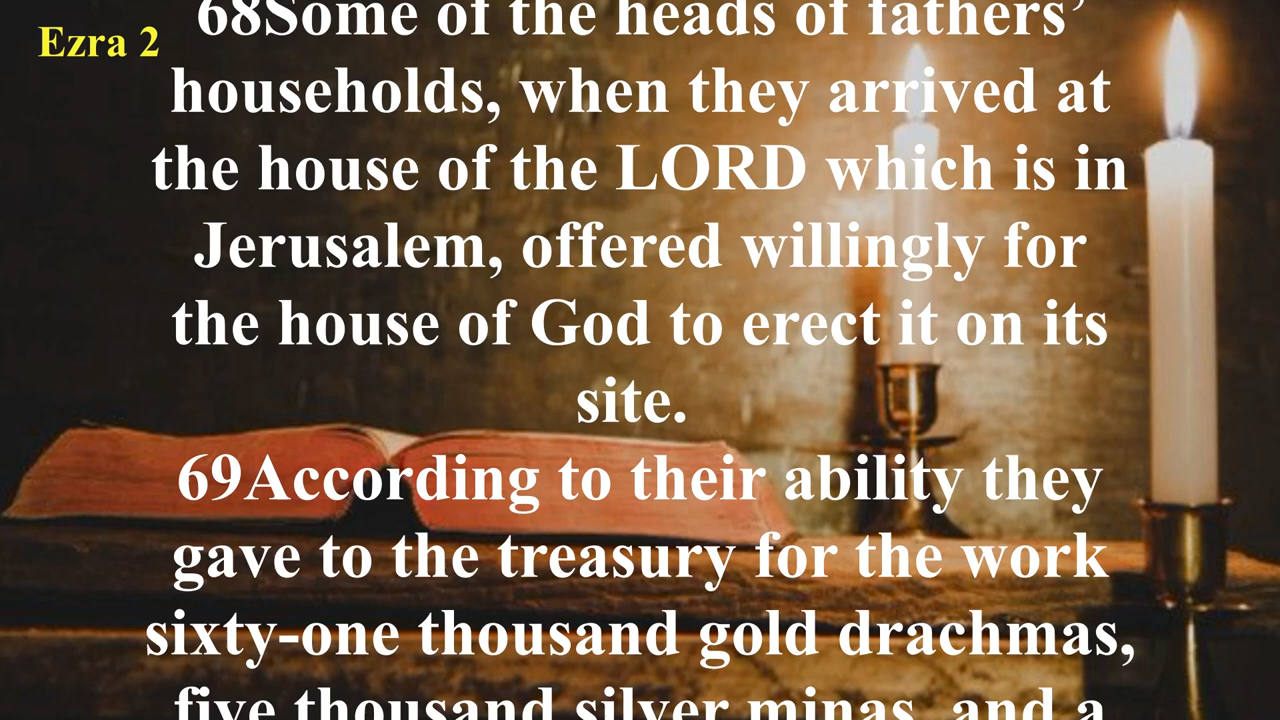 Ezra 2
68Some of the heads of fathers’
households, when they arrived at
the house of the LORD which is in
Jerusalem, offered willingly for
the house of God to erect it on its
site.
69According to their ability they
gave to the treasury for the work
sixty-one thousand gold drachmas,
five thousand silver minas, and a